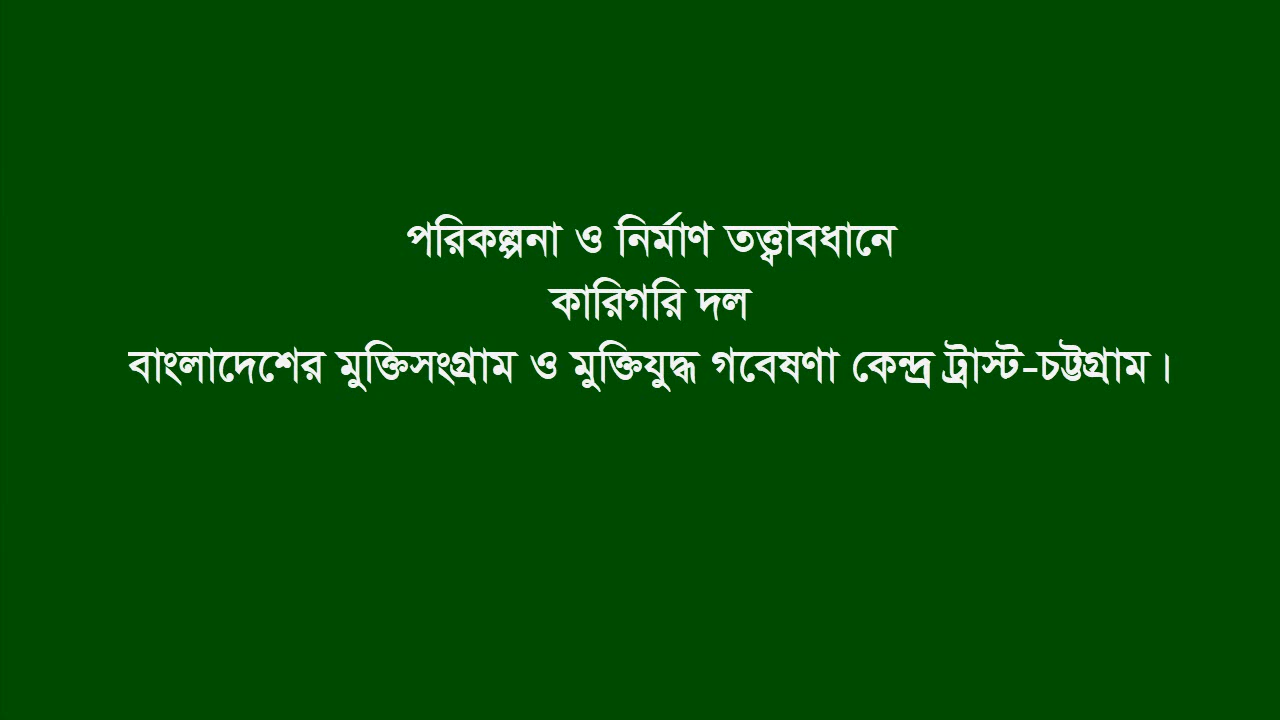 পরিকল্পনা ও নির্মাণ তত্ত্বাবধানে
কারিগরি দল
বাংলাদেশের মুক্তিসংগ্রাম ও মুক্তিযুদ্ধ গবেষণা কেন্দ্র ট্রাস্ট-চট্টগ্রাম।